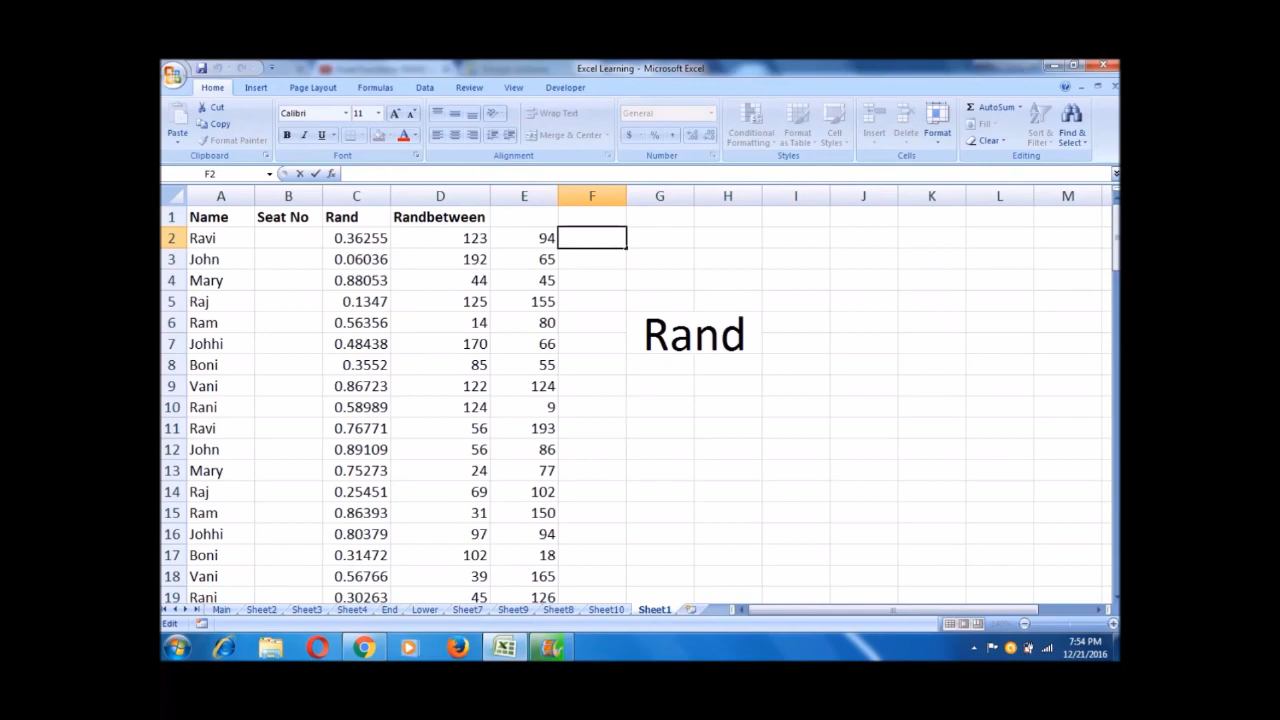 Excel Learning - Microsoft Excel
Home Insert Page Layout Formulas Data Review View Developer
Cut Calibri 11 Wrap Text General AutoSum
Copy Fill
Paste Format Painter B I U Merge & Center $ % Conditional Formatting Format as Table Cell Styles Insert Delete Format Clear Sort & Filter Find & Select
Clipboard Font Alignment Number Styles Cells Editing
F2
A B C D E F G H I J K L M
1 Name Seat No Rand Randbetween
2 Ravi 0.36255 123 94
3 John 0.06036 192 65
4 Mary 0.88053 44 45
5 Raj 0.1347 125 155
6 Ram 0.56356 14 80
Rand
7 Johhi 0.48438 170 66
8 Boni 0.3552 85 55
9 Vani 0.86723 122 124
10 Rani 0.58989 124 9
11 Ravi 0.76771 56 193
12 John 0.89109 56 86
13 Mary 0.75273 24 77
14 Raj 0.25451 69 102
15 Ram 0.86393 31 150
16 Johhi 0.80379 97 94
17 Boni 0.31472 102 18
18 Vani 0.56766 39 165
19 Rani 0.30263 45 126
Main Sheet2 Sheet3 Sheet4 End Lower Sheet7 Sheet9 Sheet8 Sheet10 Sheet1
Edit
7:54 PM
12/21/2016